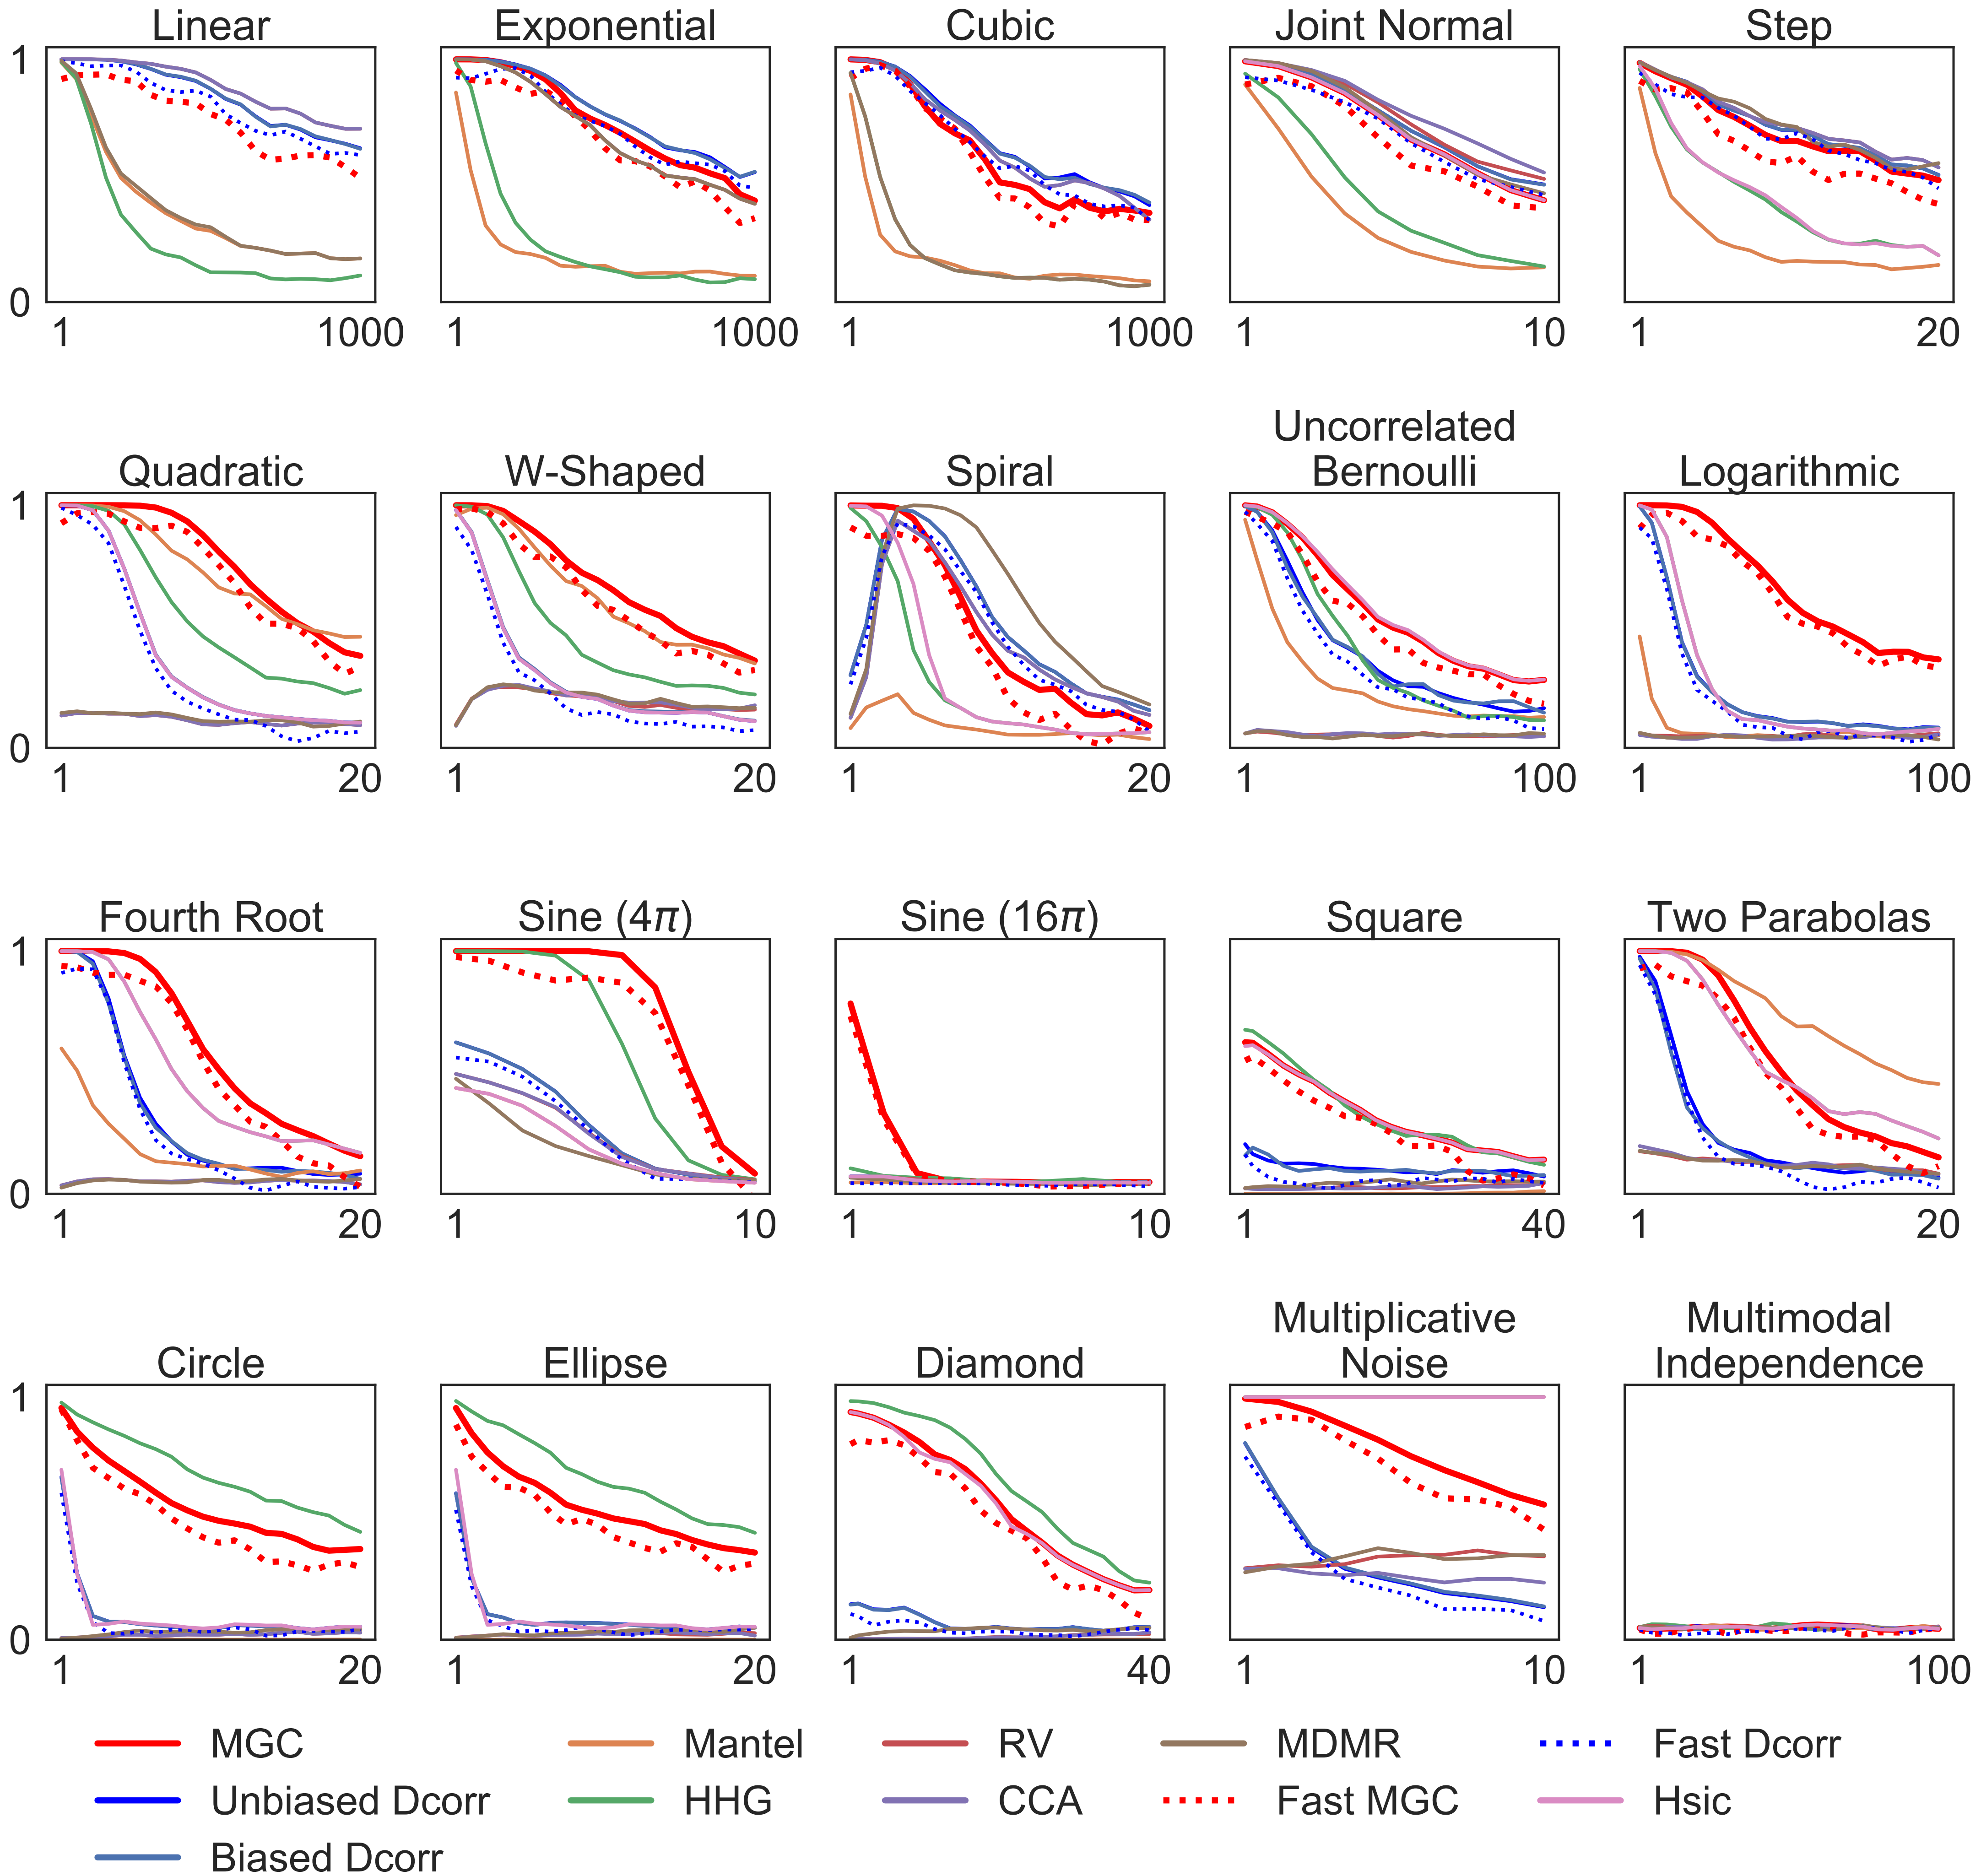 Linear
Exponential
Cubic
Joint Normal
Step
1
0
1
1000
1
1000
1
1000
1
10
1
20
Quadratic
W-Shaped
Spiral
Uncorrelated
Bernoulli
Logarithmic
1
0
1
20
1
20
1
20
1
100
1
100
Fourth Root
Sine (4π)
Sine (16π)
Square
Two Parabolas
1
0
1
20
1
10
1
10
1
40
1
20
Circle
Ellipse
Diamond
Multiplicative
Noise
Multimodal
Independence
1
0
1
20
1
20
1
40
1
10
1
100
MGC
Unbiased Dcorr
Biased Dcorr
Mantel
HHG
RV
CCA
MDMR
Fast MGC
Fast Dcorr
Hsic